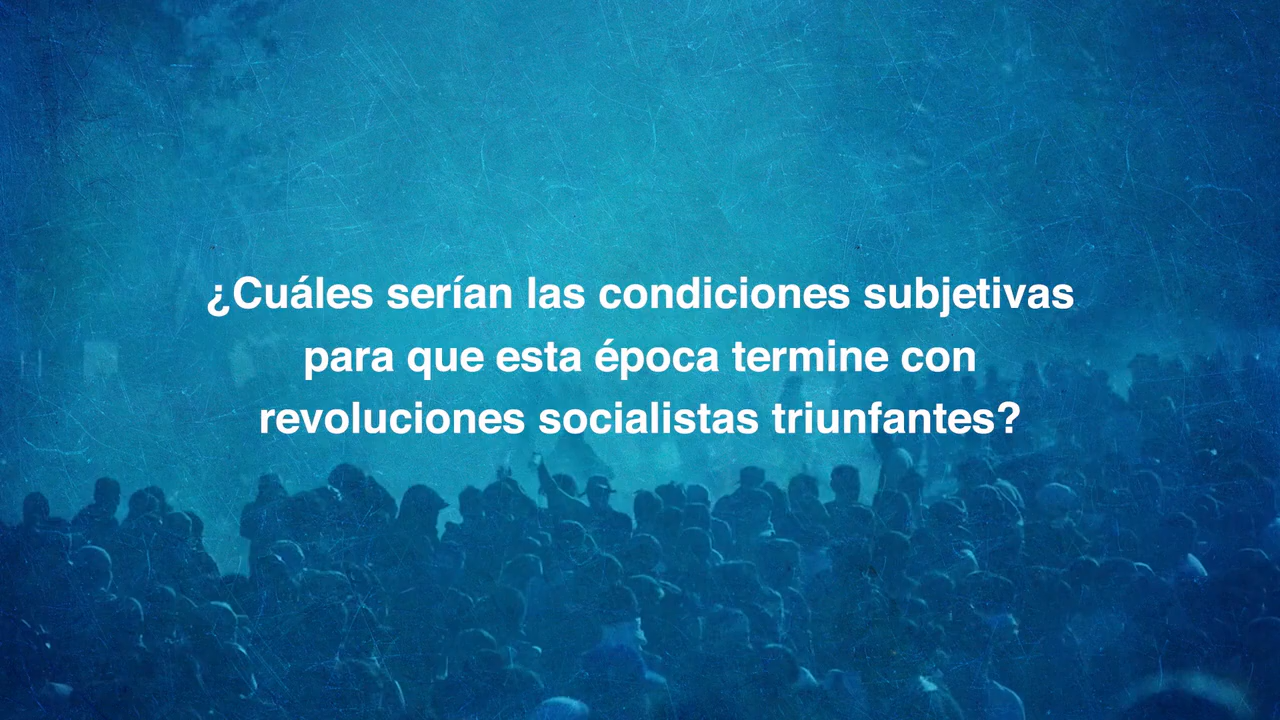 ¿Cuáles serían las condiciones subjetivas
para que esta época termine con
revoluciones socialistas triunfantes?